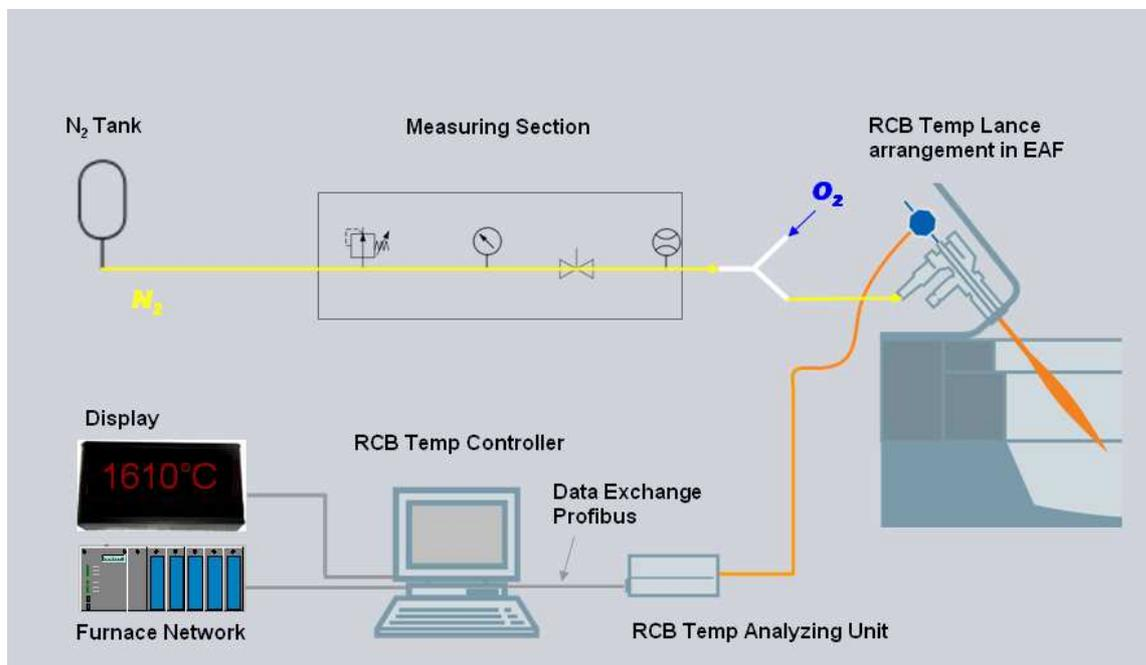 N₂ Tank
Measuring Section
RCB Temp Lance
arrangement in EAF
O₂
N₂
Display
1610°C
RCB Temp Controller
Data Exchange
Profibus
Furnace Network
RCB Temp Analyzing Unit